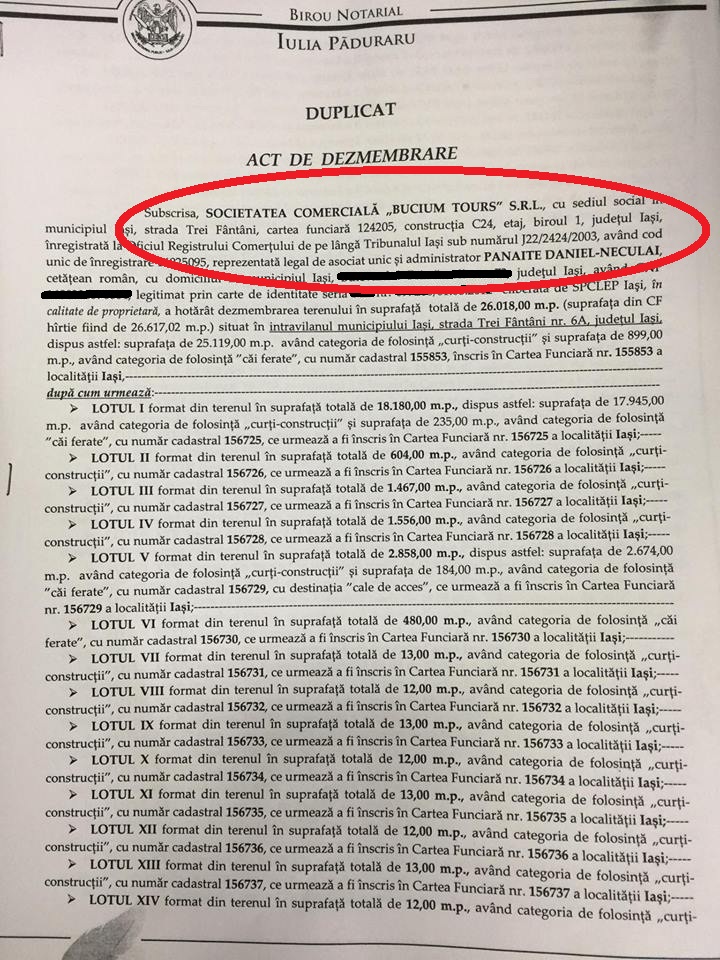 BIROU NOTARIAL
IULIA PĂDURARU
DUPLICAT
ACT DE DEZMEMBRARE
Subscrisa, SOCIETATEA COMERCIALĂ „BUCIUM TOURS” S.R.L., cu sediul social în
municipiul Iași, strada Trei Fântâni, cartea funciară 124205, construcția C24, etaj, biroul 1, județul Iași,
înregistrată la Oficiul Registrului Comerțului de pe lângă Tribunalul Iași sub numărul J22/2424/2003, având cod
unic de înregistrare reprezentată legal de asociat unic și administrator PANAITE DANIEL-NECULAI,
cetățean român, cu domiciliul municipiul Iași, județul Iași, având
legitimat prin carte de identitate seria nr. eliberată de SPCLEP Iași, în
calitate de proprietară, a hotărât dezmembrarea terenului în suprafață totală de 26.018,00 m.p. (suprafața din CF
hîrtie fiind de 26.617,02 m.p.) situat în intravilanul municipiului Iași, strada Trei Fântâni nr. 6A, județul Iași,
dispus altfel: suprafața de 25.119,00 m.p. având categoria de folosință ”curți-construcții” și suprafața de 899,00
m.p., având categoria de folosință ”căi ferate”, cu număr cadastral 155853, înscris în Cartea Funciară nr. 155853 a
localității Iași,---
după cum urmează:---
➢ LOTUL I format din terenul în suprafață totală de 18.180,00 m.p., dispus astfel: suprafața de 17.945,00
m.p. având categoria de folosință „curți-construcții” și suprafața de 235,00 m.p., având categoria de folosință
”căi ferate”, cu număr cadastral 156725, ce urmează a fi înscris în Cartea Funciară nr. 156725 a localității Iași;-----
➢ LOTUL II format din terenul în suprafață totală de 604,00 m.p., având categoria de folosință „curți-
construcții”, cu număr cadastral 156726, ce urmează a fi înscris în Cartea Funciară nr. 156726 a localității Iași;-----
➢ LOTUL III format din terenul în suprafață totală de 1.467,00 m.p., având categoria de folosință „curți-
construcții”, cu număr cadastral 156727, ce urmează a fi înscris în Cartea Funciară nr. 156727 a localității Iași;-----
➢ LOTUL IV format din terenul în suprafață totală de 1.556,00 m.p., având categoria de folosință „curți-
construcții”, cu număr cadastral 156728, ce urmează a fi înscris în Cartea Funciară nr. 156728 a localității Iași;-----
➢ LOTUL V format din terenul în suprafață totală de 2.858,00 m.p., dispus astfel: suprafața de 2.674,00
m.p. având categoria de folosință „curți-construcții” și suprafața de 184,00 m.p., având categoria de folosință
”căi ferate”, cu număr cadastral 156729, cu destinația ”cale de acces”, ce urmează a fi înscris în Cartea Funciară
nr. 156729 a localității Iași;---
➢ LOTUL VI format din terenul în suprafață totală de 480,00 m.p., având categoria de folosință „căi
ferate”, cu număr cadastral 156730, ce urmează a fi înscris în Cartea Funciară nr. 156730 a localității Iași;-----------
➢ LOTUL VII format din terenul în suprafață totală de 13,00 m.p., având categoria de folosință „curți-
construcții”, cu număr cadastral 156731, ce urmează a fi înscris în Cartea Funciară nr. 156731 a localității Iași;-----
➢ LOTUL VIII format din terenul în suprafață totală de 12,00 m.p., având categoria de folosință „curți-
construcții”, cu număr cadastral 156732, ce urmează a fi înscris în Cartea Funciară nr. 156732 a localității Iași;-----
➢ LOTUL IX format din terenul în suprafață totală de 13,00 m.p., având categoria de folosință „curți-
construcții”, cu număr cadastral 156733, ce urmează a fi înscris în Cartea Funciară nr. 156733 a localității Iași;-----
➢ LOTUL X format din terenul în suprafață totală de 12,00 m.p., având categoria de folosință „curți-
construcții”, cu număr cadastral 156734, ce urmează a fi înscris în Cartea Funciară nr. 156734 a localității Iași;-----
➢ LOTUL XI format din terenul în suprafață totală de 13,00 m.p., având categoria de folosință „curți-
construcții”, cu număr cadastral 156735, ce urmează a fi înscris în Cartea Funciară nr. 156735 a localității Iași;-----
➢ LOTUL XII format din terenul în suprafață totală de 12,00 m.p., având categoria de folosință „curți-
construcții”, cu număr cadastral 156736, ce urmează a fi înscris în Cartea Funciară nr. 156736 a localității Iași;-----
➢ LOTUL XIII format din terenul în suprafață totală de 13,00 m.p., având categoria de folosință „curți-
construcții”, cu număr cadastral 156737, ce urmează a fi înscris în Cartea Funciară nr. 156737 a localității Iași;-----
➢ LOTUL XIV format din terenul în suprafață totală de 12,00 m.p., având categoria de folosință „curți-